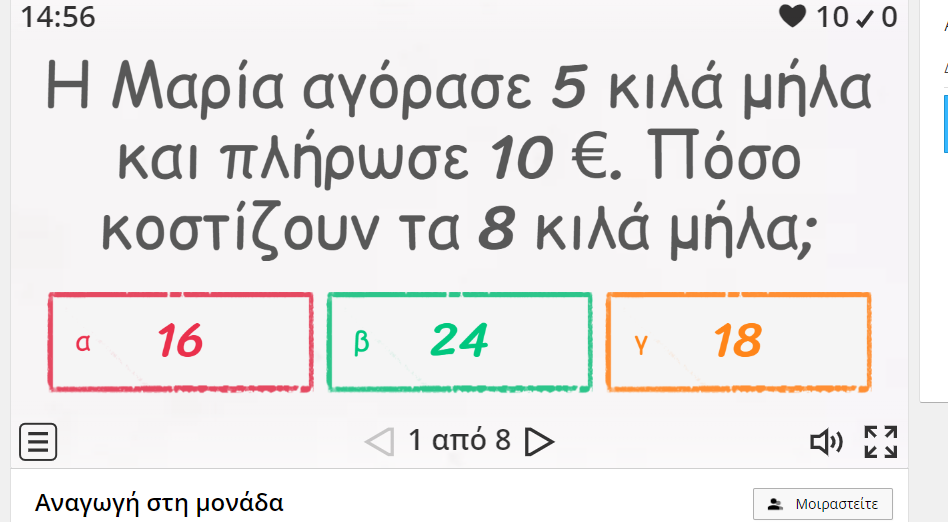 14:56 10 0
Η Μαρία αγόρασε 5 κιλά μήλα
και πλήρωσε 10 €. Πόσο
κοστίζουν τα 8 κιλά μήλα;
α 16 β 24 γ 18
1 από 8
Αναγωγή στη μονάδα
Μοιραστείτε